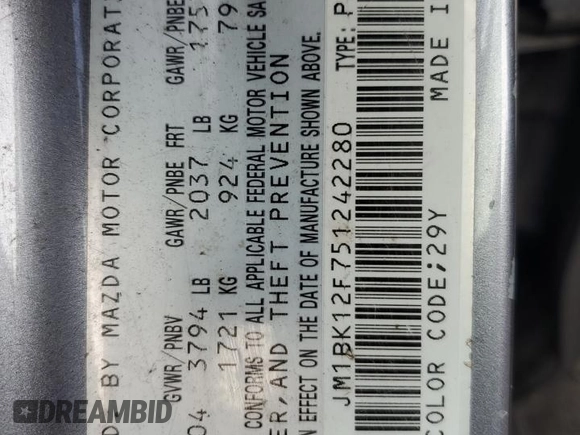 D BY MAZDA MOTOR CORPORATI
GVWR/PNBV GAWR/PNBE FRT GAWR/PNBE
04 3794 LB 2037 LB 175
1721 KG 924 KG 79
CONFORMS TO ALL APPLICABLE FEDERAL MOTOR VEHICLE SA
ER, AND THEFT PREVENTION
N EFFECT ON THE DATE OF MANUFACTURE SHOWN ABOVE.
JM1BK12F751242280 TYPE: P
COLOR CODE;29Y MADE I
DREAMBID